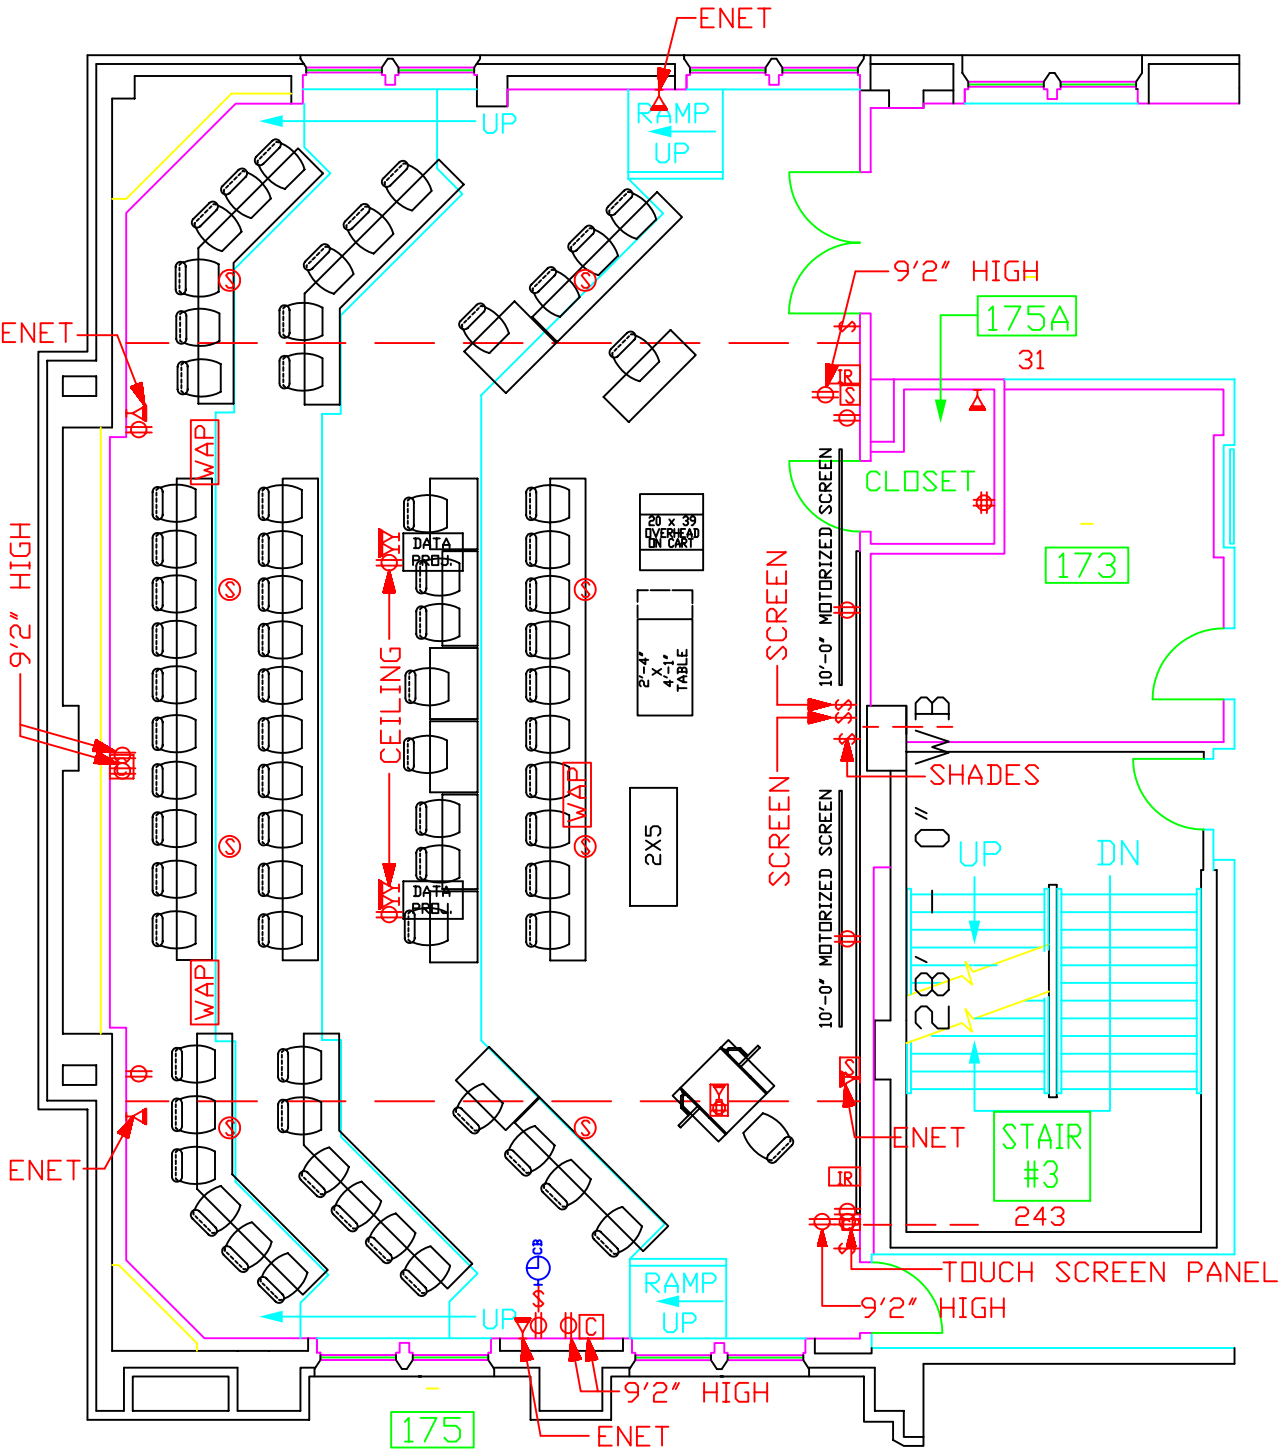 ENET
RAMP
UP
UP
9'2" HIGH
175A
31
S
S
ENET
S
IR
S
WAP
CLOSET
10'-0" MOTORIZED SCREEN
20 x 39
OVERHEAD
ON CART
DATA
PROJ.
9'2" HIGH
SCREEN
173
S
S
CEILING
2'-4"
X
4'-1"
TABLE
S
S
S
V B
SHADES
SCREEN
WAP
2X5
10'-0" MOTORIZED SCREEN
S
S
UP
DN
DATA
PROJ.
28' - 0"
WAP
S
S
S
ENET
ENET
STAIR
#3
IR
243
S
CB
TOUCH SCREEN PANEL
S
RAMP
UP
UP
C
9'2" HIGH
9'2" HIGH
175
ENET